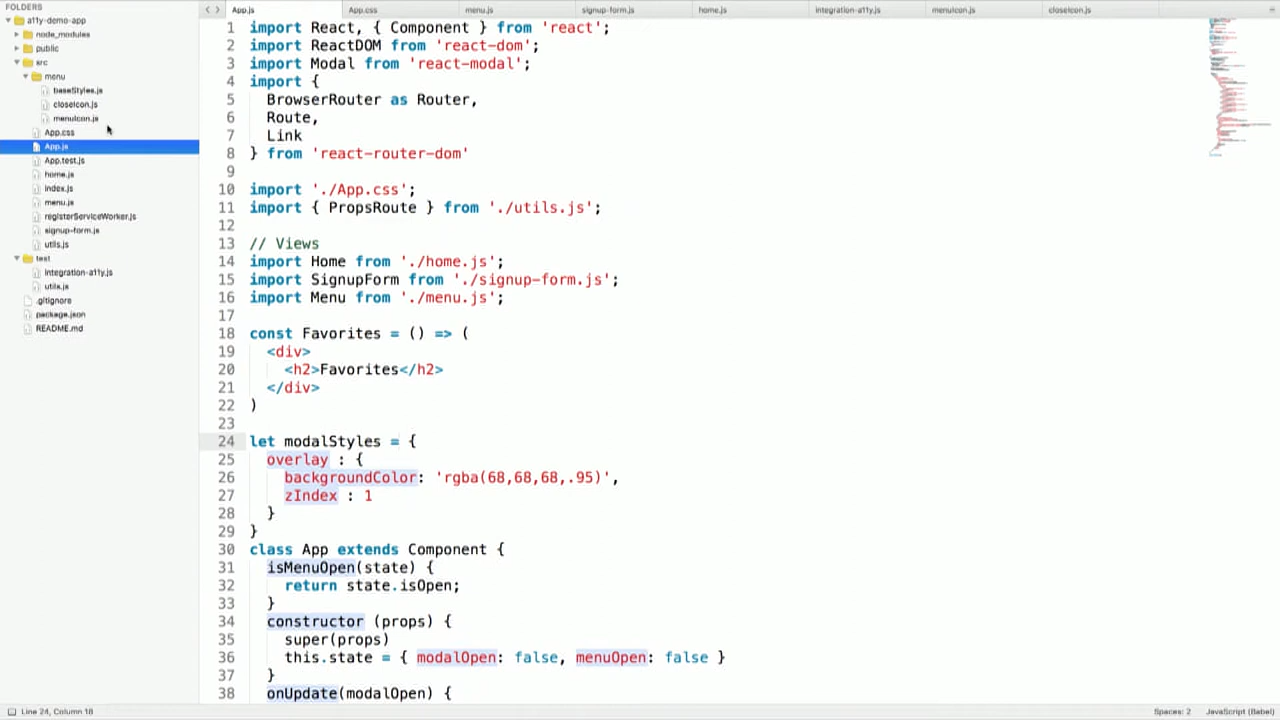 FOLDERS
a11y-demo-app
node_modules
public
src
menu
baseStyles.js
closeIcon.js
menuIcon.js
App.css
App.js
App.test.js
home.js
index.js
menu.js
registerServiceWorker.js
signup-form.js
utils.js
test
integration-a11y.js
utils.js
.gitignore
package.json
README.md
App.js
App.css
menu.js
signup-form.js
home.js
integration-a11y.js
menuIcon.js
closeIcon.js
1 import React, { Component } from 'react';
2 import ReactDOM from 'react-dom';
3 import Modal from 'react-modal';
4 import {
5 BrowserRouter as Router,
6 Route,
7 Link
8 } from 'react-router-dom'
9
10 import './App.css';
11 import { PropsRoute } from './utils.js';
12
13 // Views
14 import Home from './home.js';
15 import SignupForm from './signup-form.js';
16 import Menu from './menu.js';
17
18 const Favorites = () => (
19 <div>
20 <h2>Favorites</h2>
21 </div>
22 )
23
24 let modalStyles = {
25 overlay : {
26 backgroundColor: 'rgba(68,68,68,.95)',
27 zIndex : 1
28 }
29 }
30 class App extends Component {
31 isMenuOpen(state) {
32 return state.isOpen;
33 }
34 constructor (props) {
35 super(props)
36 this.state = { modalOpen: false, menuOpen: false }
37 }
38 onUpdate(modalOpen) {
Line 24, Column 18
Spaces: 2
JavaScript (Babel)